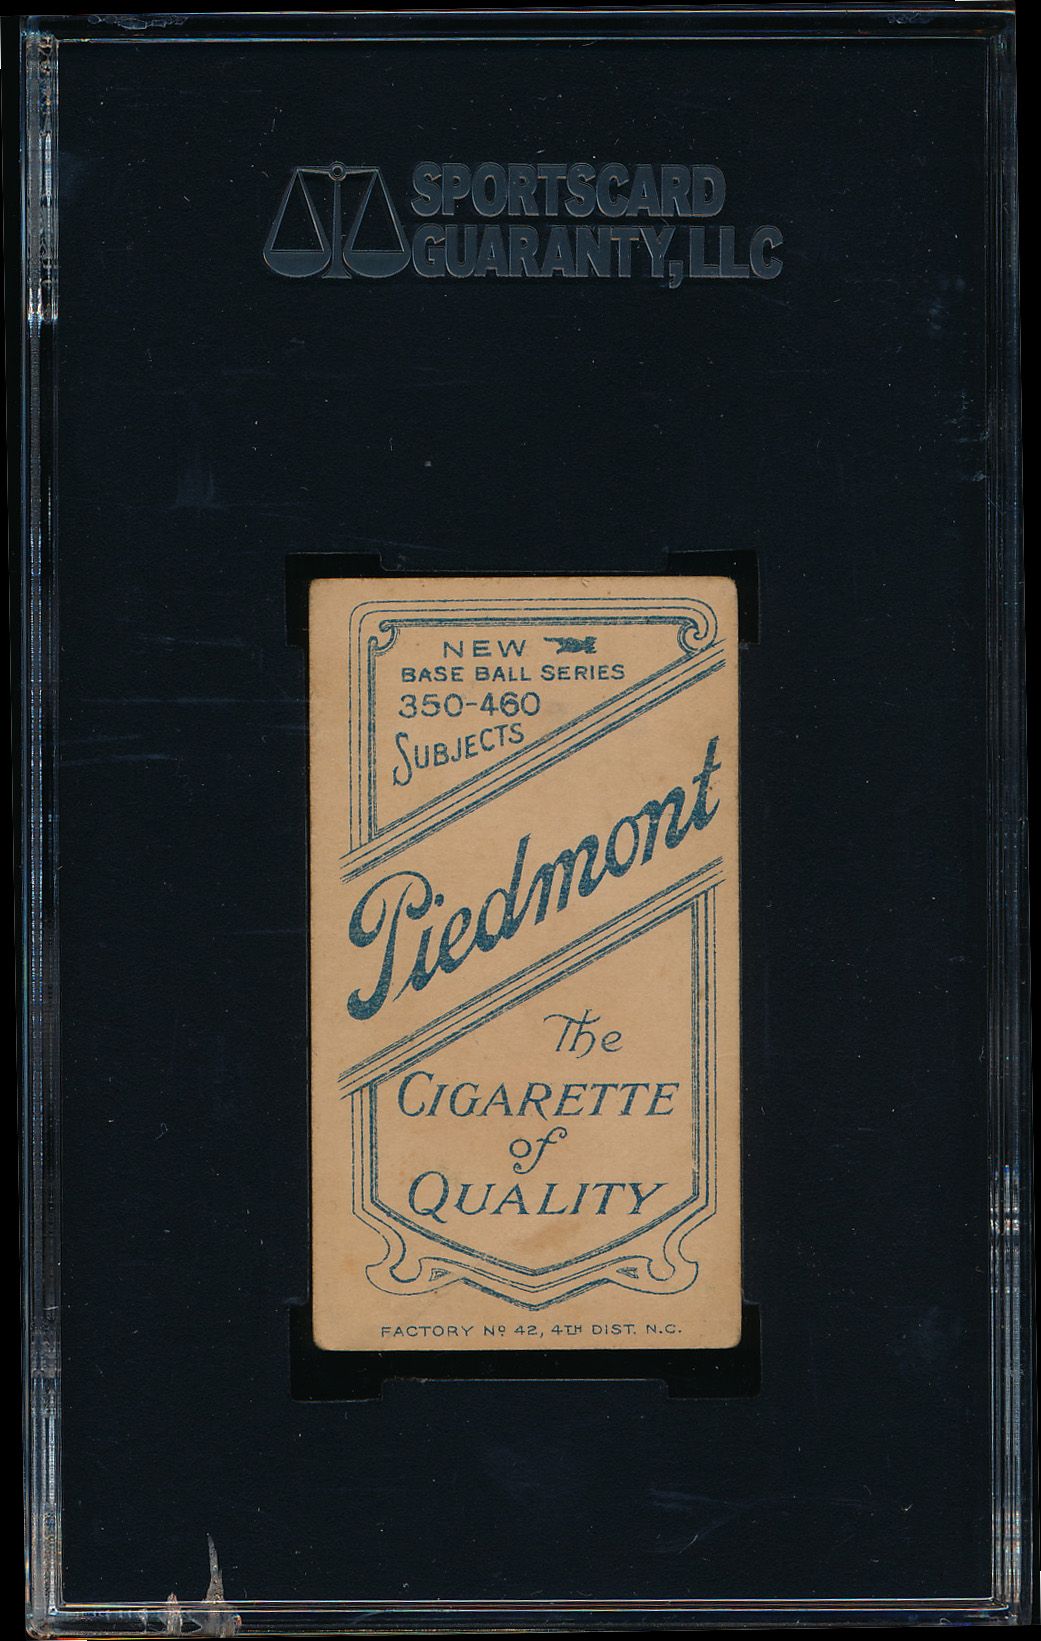 SPORTSCARD
GUARANTY, LLC
NEW
BASE BALL SERIES
350-460
SUBJECTS
Piedmont
The
CIGARETTE
of
QUALITY
FACTORY Nº 42, 4TH DIST. N.C.